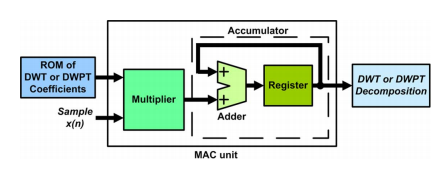 Accumulator
ROM of
DWT or DWPT
Coefficients
Sample
x(n)
Multiplier
+
+
Adder
Register
DWT or DWPT
Decomposition
MAC unit